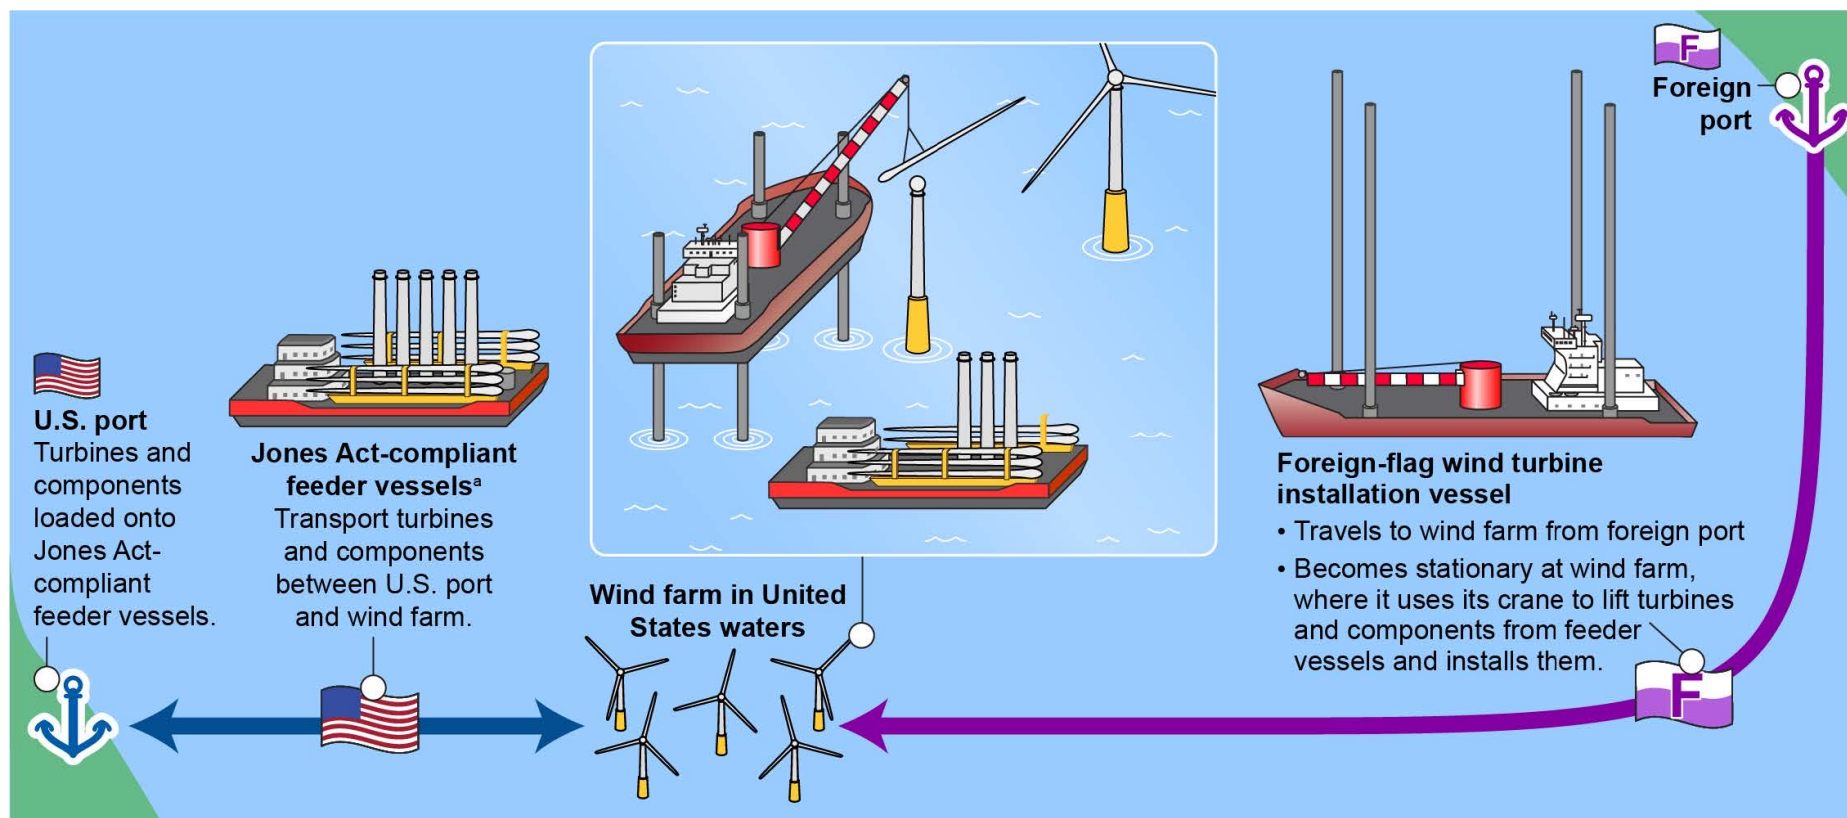 U.S. port
Turbines and
components
loaded onto
Jones Act-
compliant
feeder vessels.
Jones Act-compliant
feeder vesselsᵃ
Transport turbines
and components
between U.S. port
and wind farm.
Wind farm in United
States waters
F
Foreign
port
Foreign-flag wind turbine
installation vessel
• Travels to wind farm from foreign port
• Becomes stationary at wind farm,
where it uses its crane to lift turbines
and components from feeder
vessels and installs them.
F